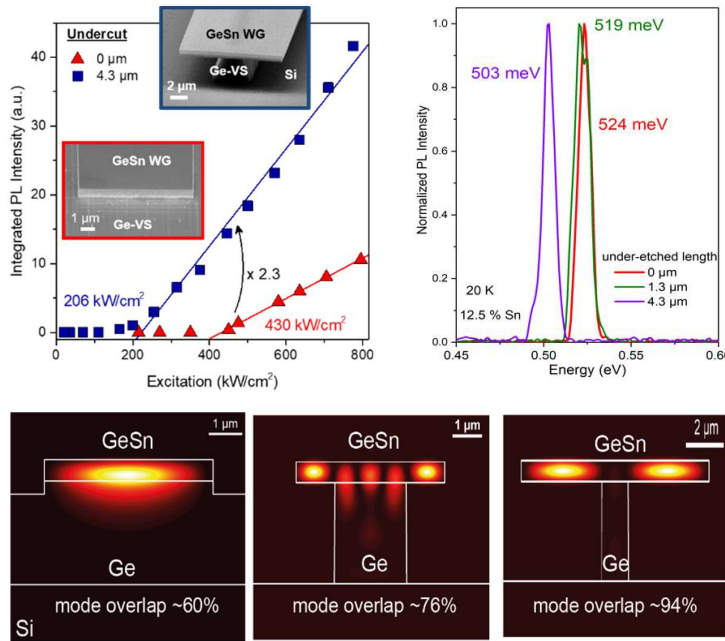 Undercut
0 µm
4.3 µm
GeSn WG
Ge-VS
Si
2 µm
GeSn WG
Ge-VS
1 µm
206 kW/cm²
x 2.3
430 kW/cm²
Integrated PL Intensity (a.u.)
40
30
20
10
0
0 200 400 600 800
Excitation (kW/cm²)
519 meV
503 meV
524 meV
under-etched length
0 µm
1.3 µm
4.3 µm
20 K
12.5 % Sn
Normalized PL Intensity
1.0
0.8
0.6
0.4
0.2
0.0
0.45 0.50 0.55 0.60
Energy (eV)
1 µm
GeSn
Ge
mode overlap ~60%
Si
1 µm
GeSn
Ge
mode overlap ~76%
2 µm
GeSn
Ge
mode overlap ~94%